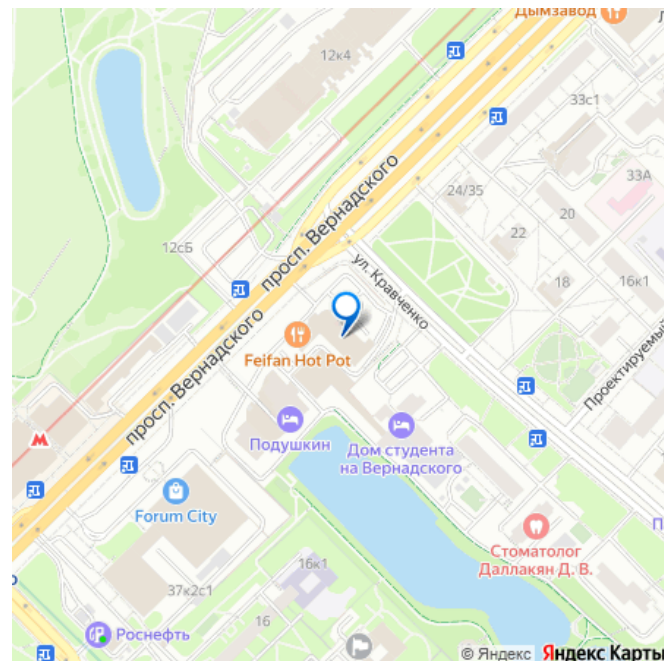 Дымзавод
12к4
33с1
33А
24/35
20
22
просп. Вернадского
12сБ
18
16к1
ул. Кравченко
Проектируемый
Feifan Hot Pot
просп. Вернадского
М
Подушкин
Дом студента
на Вернадского
Forum City
Стоматолог
Даллакян Д. В.
16к1
37к2с1
16
Роснефть
© Яндекс Яндекс Карты